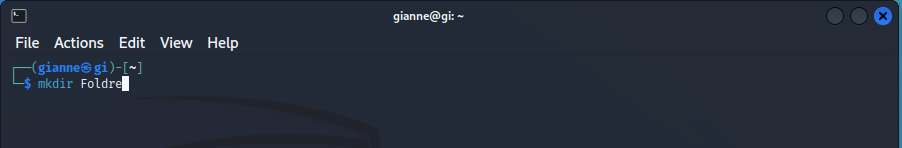 gianne@gi: ~
File Actions Edit View Help
┌──(gianne㉿gi)-[~]
└─$ mkdir Foldre